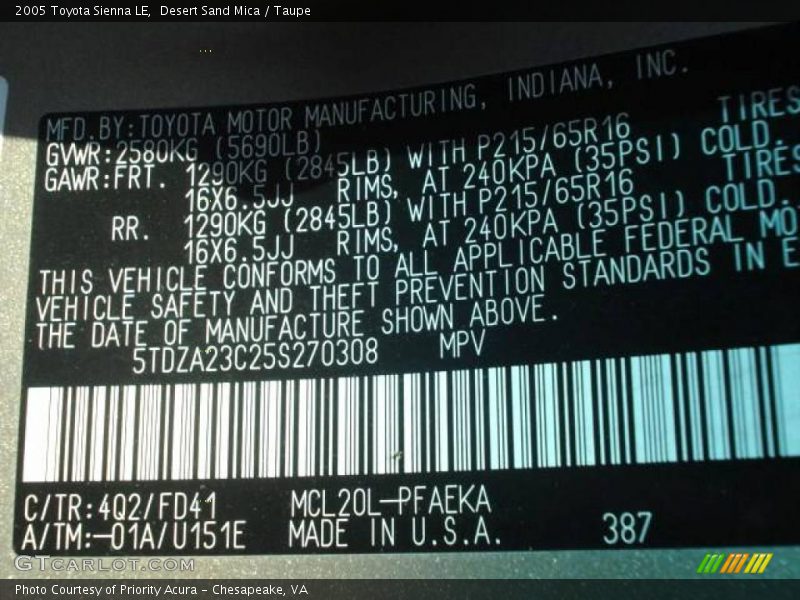 2005 Toyota Sienna LE, Desert Sand Mica / Taupe
MFD.BY:TOYOTA MOTOR MANUFACTURING, INDIANA, INC.
GVWR:2580KG (5690LB)
GAWR:FRT. 1290KG (2845LB) WITH P215/65R16 TIRES
16X6.5JJ RIMS, AT 240KPA (35PSI) COLD.
RR. 1290KG (2845LB) WITH P215/65R16 TIRES
16X6.5JJ RIMS, AT 240KPA (35PSI) COLD.
THIS VEHICLE CONFORMS TO ALL APPLICABLE FEDERAL MO
VEHICLE SAFETY AND THEFT PREVENTION STANDARDS IN E
THE DATE OF MANUFACTURE SHOWN ABOVE.
5TDZA23C25S270308 MPV
C/TR:4Q2/FD41 MCL20L-PFAEKA
A/TM:-01A/U151E MADE IN U.S.A. 387
GTCARLOT.COM
Photo Courtesy of Priority Acura - Chesapeake, VA